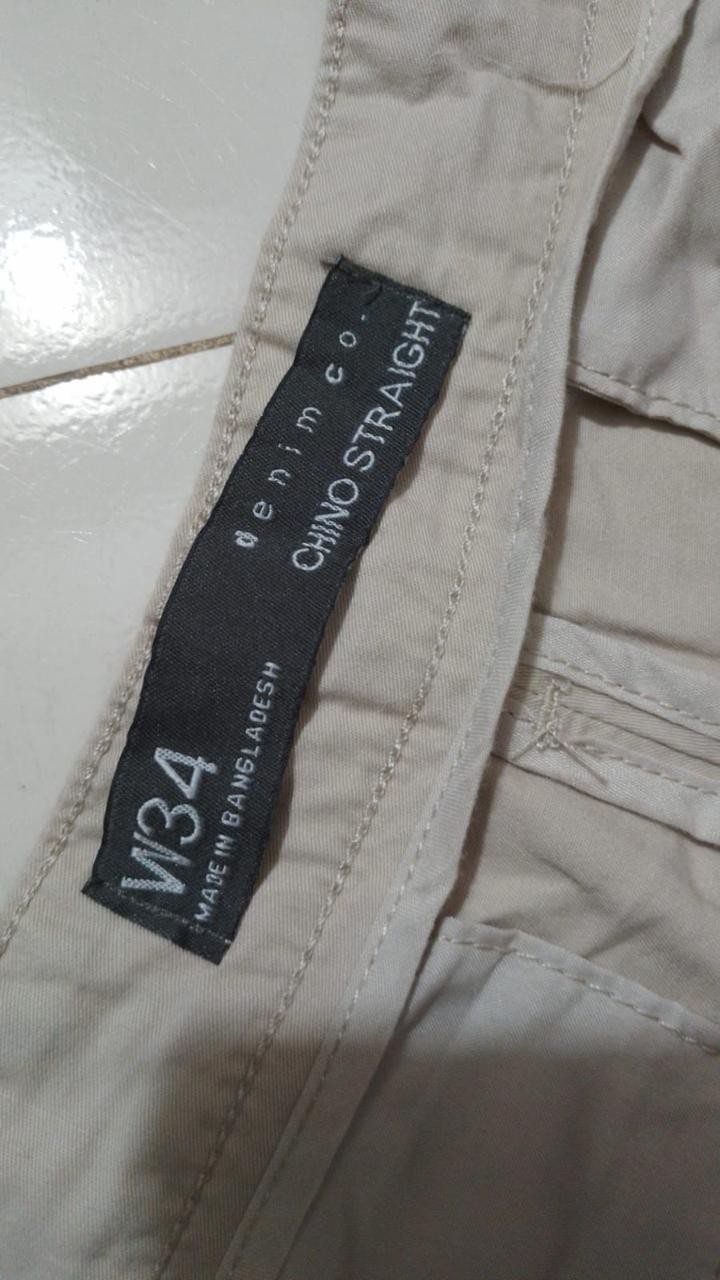 denim co.
CHINO STRAIGHT
W34
MADE IN BANGLADESH